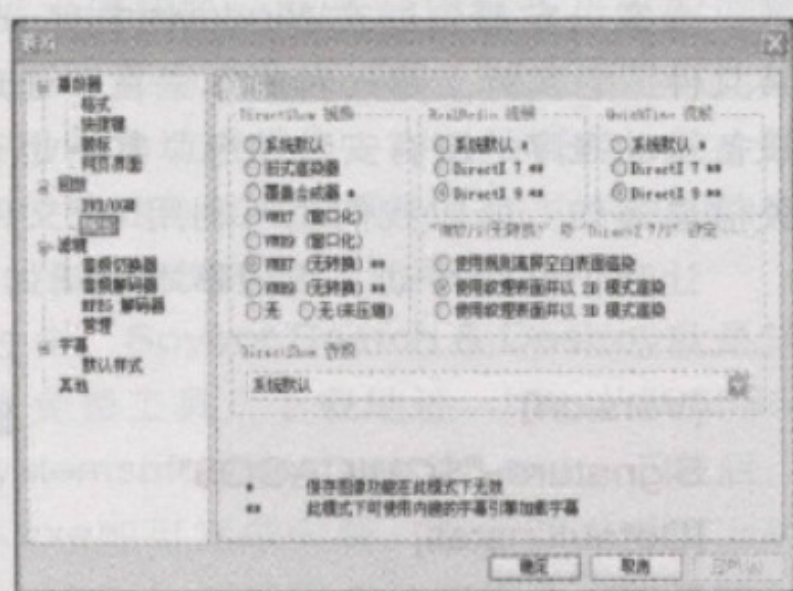 播放器
格式
快捷键
面板
网页界面
回放
DVD/OGM
输出
滤镜
音频切换器
音频解码器
MPEG 解码器
管理
字幕
默认样式
其他
DirectShow 视频
系统默认
旧式渲染器
覆盖合成器 *
VMR7 (窗口化)
VMR9 (窗口化)
VMR7 (无转换) **
VMR9 (无转换) **
无 无(未压缩)
RealMedia 视频
系统默认 *
DirectX 7 **
DirectX 9 **
QuickTime 视频
系统默认 *
DirectX 7 **
DirectX 9 **
使用规则离屏空白表面渲染
使用纹理表面并以 2D 模式渲染
使用纹理表面并以 3D 模式渲染
DirectShow 音频
系统默认
* 保存图像功能在此模式下无效
** 此模式下可使用内嵌的字幕引擎加载字幕
确定 取消